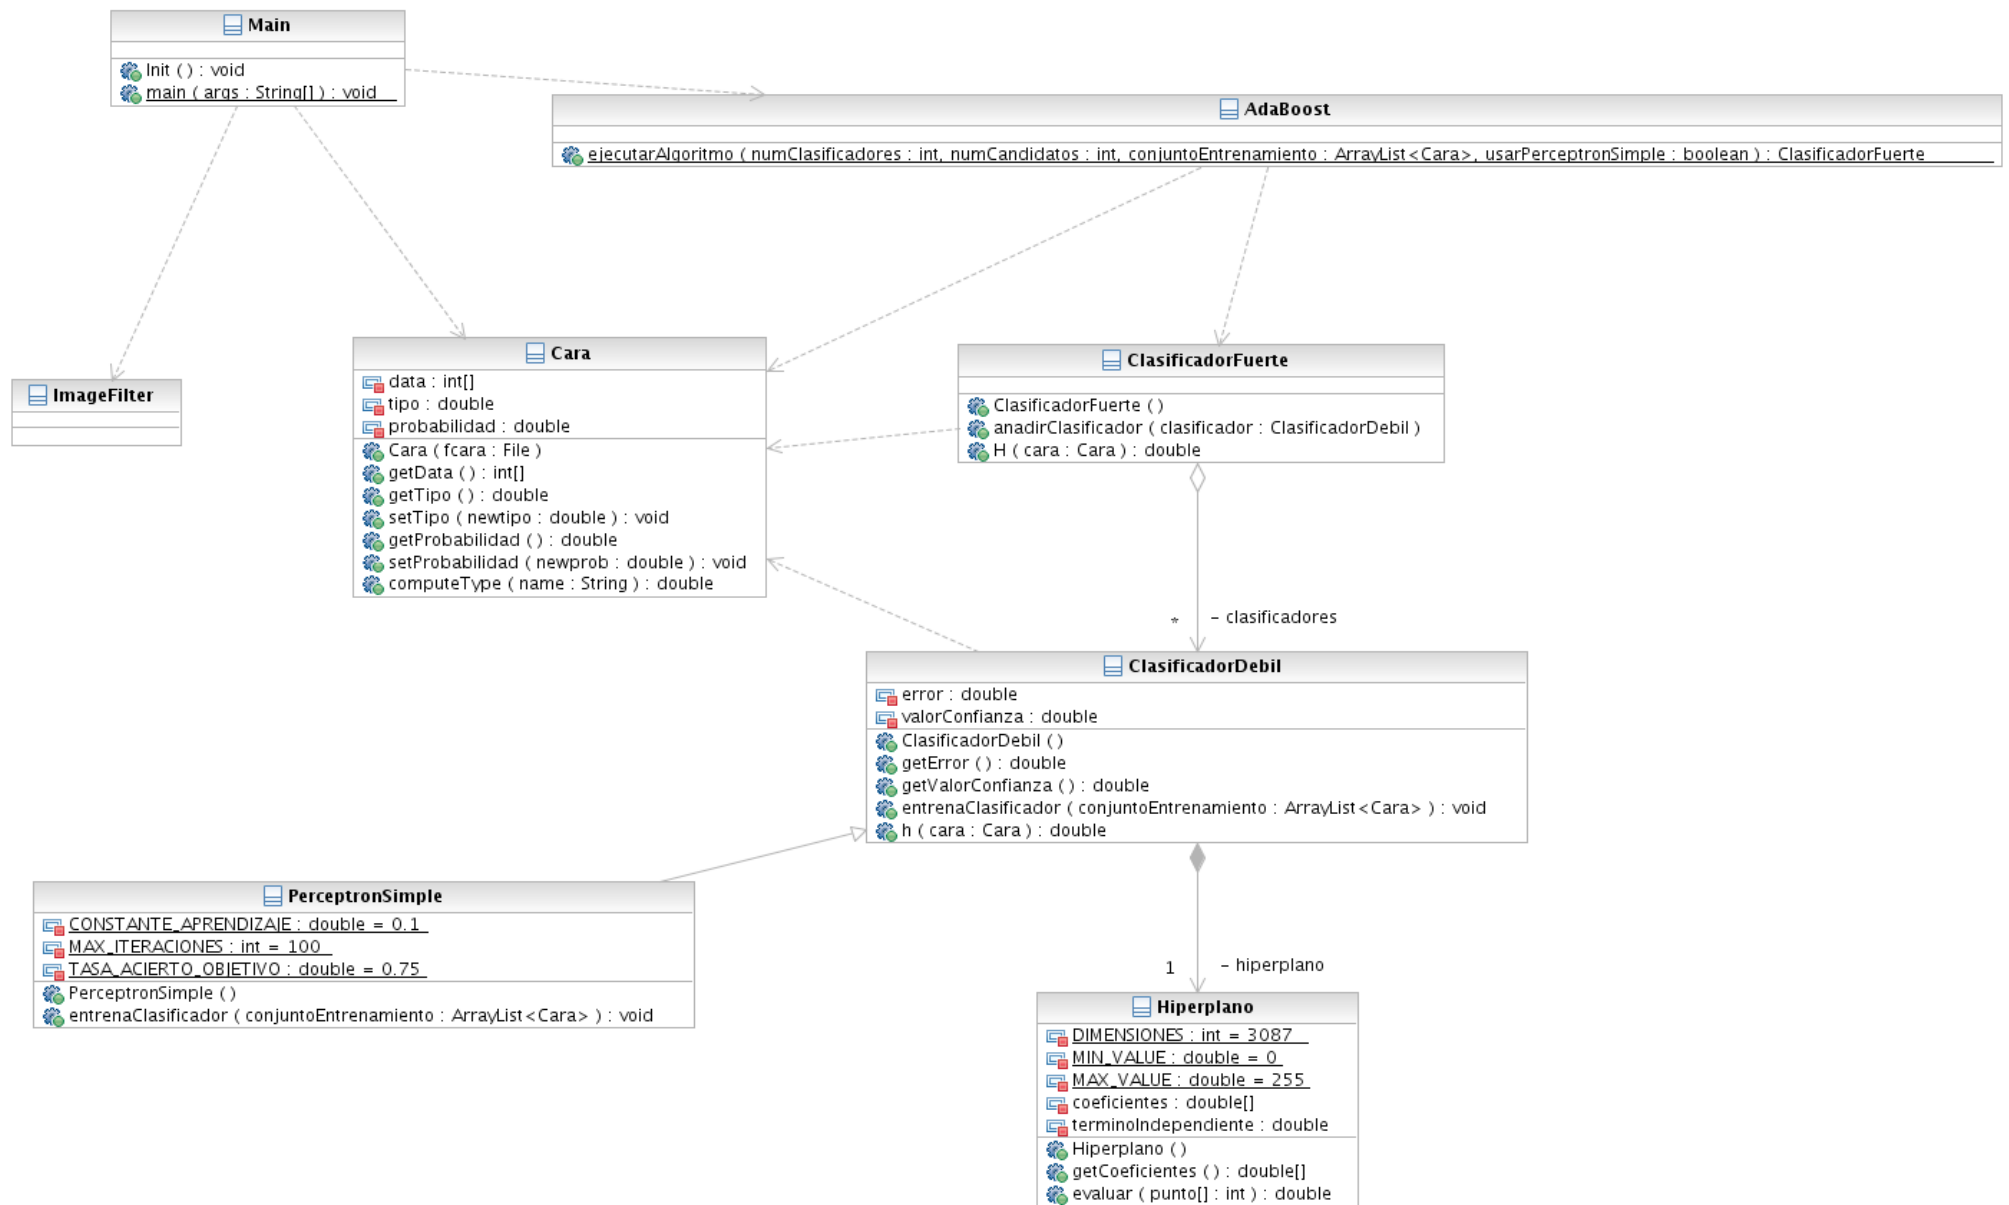 Main
Init ( ) : void
main ( args : String[] ) : void
AdaBoost
ejecutarAlgoritmo ( numClasificadores : int, numCandidatos : int, conjuntoEntrenamiento : ArrayList<Cara>, usarPerceptronSimple : boolean ) : ClasificadorFuerte
ImageFilter
Cara
data : int[]
tipo : double
probabilidad : double
Cara ( fcara : File )
getData ( ) : int[]
getTipo ( ) : double
setTipo ( newtipo : double ) : void
getProbabilidad ( ) : double
setProbabilidad ( newprob : double ) : void
computeType ( name : String ) : double
ClasificadorFuerte
ClasificadorFuerte ( )
anadirClasificador ( clasificador : ClasificadorDebil )
H ( cara : Cara ) : double
* – clasificadores
ClasificadorDebil
error : double
valorConfianza : double
ClasificadorDebil ( )
getError ( ) : double
getValorConfianza ( ) : double
entrenaClasificador ( conjuntoEntrenamiento : ArrayList<Cara> ) : void
h ( cara : Cara ) : double
PerceptronSimple
CONSTANTE_APRENDIZAJE : double = 0.1
MAX_ITERACIONES : int = 100
TASA_ACIERTO_OBJETIVO : double = 0.75
PerceptronSimple ( )
entrenaClasificador ( conjuntoEntrenamiento : ArrayList<Cara> ) : void
1 – hiperplano
Hiperplano
DIMENSIONES : int = 3087
MIN_VALUE : double = 0
MAX_VALUE : double = 255
coeficientes : double[]
terminoIndependiente : double
Hiperplano ( )
getCoeficientes ( ) : double[]
evaluar ( punto[] : int ) : double